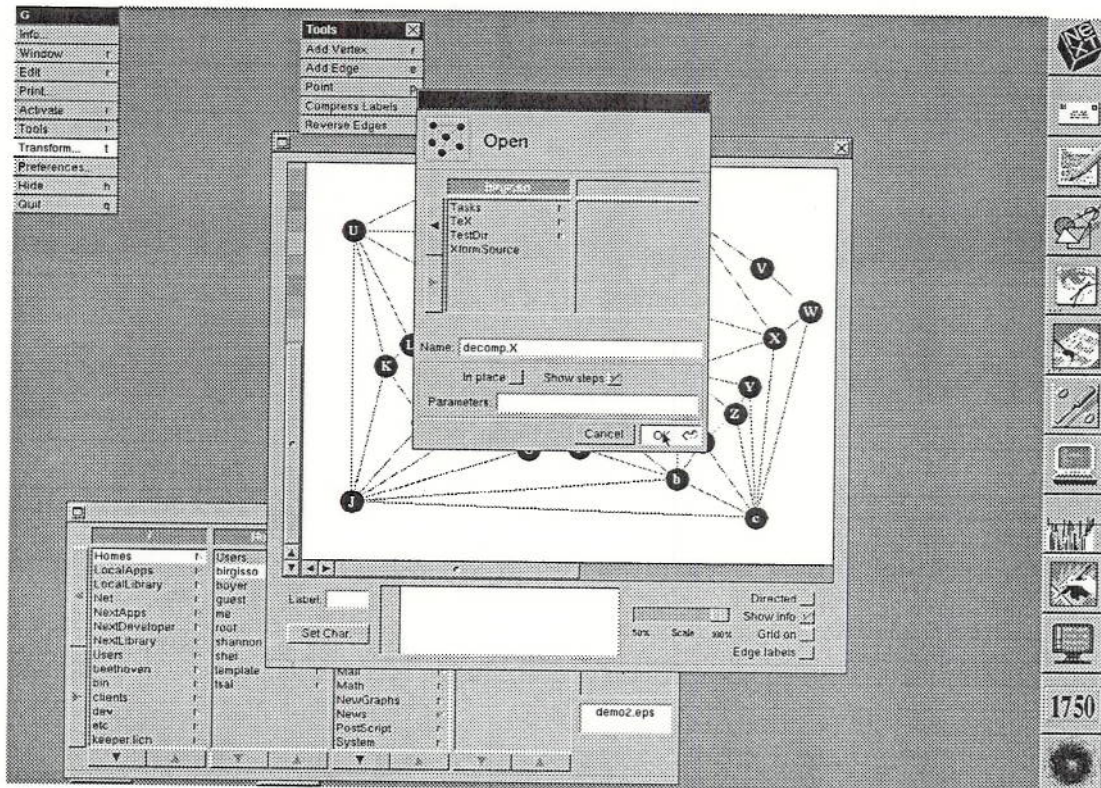 G
Info...
Window r
Edit r
Print...
Activate r
Tools r
Transform... t
Preferences...
Hide h
Quit q
Tools
Add Vertex r
Add Edge e
Point p
Compress Labels
Reverse Edges
Open
birgisso
Tasks r
TeX r
TestDir r
XformSource
Name: decomp.X
In place
Show steps
Parameters:
Cancel
OK
U
V
W
L
X
K
Y
Z
b
J
c
Label:
Set Char.
50% Scale 300%
Directed
Show info
Grid on
Edge labels
/
Homes r
LocalApps r
LocalLibrary r
Net r
NextApps r
NextDeveloper r
NextLibrary r
Users r
beethoven r
bin r
clients r
dev r
etc r
keeper.lich r
Users
birgisso
boyer
guest
me
root
shannon
shei
template r
tsai r
Mail r
Math r
NewGraphs r
News r
PostScript r
System r
demo2.eps
NeXT
1750